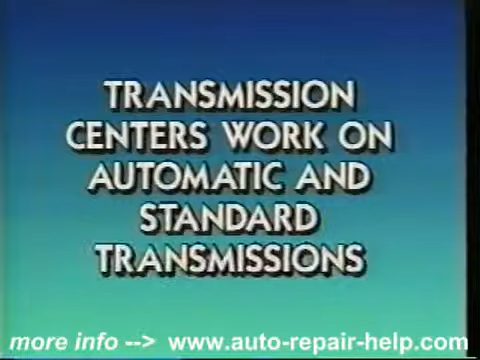 TRANSMISSION
CENTERS WORK ON
AUTOMATIC AND
STANDARD
TRANSMISSIONS
more info --> www.auto-repair-help.com